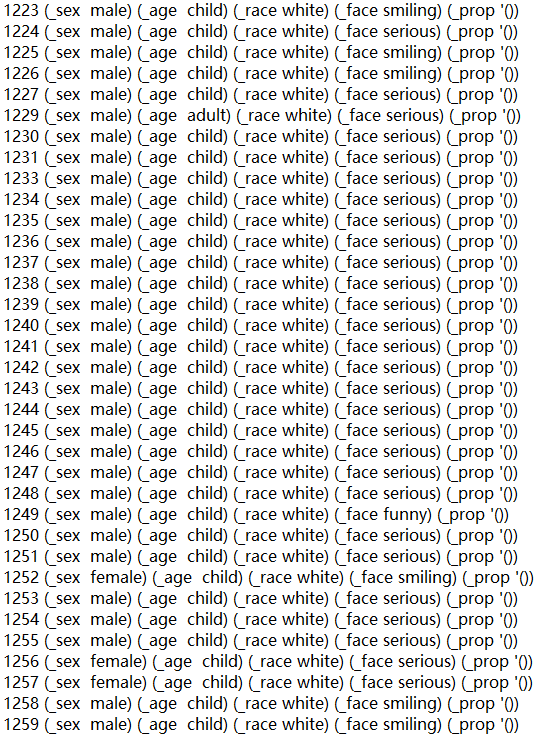 1223 (_sex  male) (_age  child) (_race white) (_face smiling) (_prop '())
1224 (_sex  male) (_age  child) (_race white) (_face serious) (_prop '())
1225 (_sex  male) (_age  child) (_race white) (_face smiling) (_prop '())
1226 (_sex  male) (_age  child) (_race white) (_face smiling) (_prop '())
1227 (_sex  male) (_age  child) (_race white) (_face serious) (_prop '())
1229 (_sex  male) (_age  adult) (_race white) (_face serious) (_prop '())
1230 (_sex  male) (_age  child) (_race white) (_face serious) (_prop '())
1231 (_sex  male) (_age  child) (_race white) (_face serious) (_prop '())
1233 (_sex  male) (_age  child) (_race white) (_face serious) (_prop '())
1234 (_sex  male) (_age  child) (_race white) (_face serious) (_prop '())
1235 (_sex  male) (_age  child) (_race white) (_face serious) (_prop '())
1236 (_sex  male) (_age  child) (_race white) (_face serious) (_prop '())
1237 (_sex  male) (_age  child) (_race white) (_face serious) (_prop '())
1238 (_sex  male) (_age  child) (_race white) (_face serious) (_prop '())
1239 (_sex  male) (_age  child) (_race white) (_face serious) (_prop '())
1240 (_sex  male) (_age  child) (_race white) (_face serious) (_prop '())
1241 (_sex  male) (_age  child) (_race white) (_face serious) (_prop '())
1242 (_sex  male) (_age  child) (_race white) (_face serious) (_prop '())
1243 (_sex  male) (_age  child) (_race white) (_face serious) (_prop '())
1244 (_sex  male) (_age  child) (_race white) (_face serious) (_prop '())
1245 (_sex  male) (_age  child) (_race white) (_face serious) (_prop '())
1246 (_sex  male) (_age  child) (_race white) (_face serious) (_prop '())
1247 (_sex  male) (_age  child) (_race white) (_face serious) (_prop '())
1248 (_sex  male) (_age  child) (_race white) (_face serious) (_prop '())
1249 (_sex  male) (_age  child) (_race white) (_face funny) (_prop '())
1250 (_sex  male) (_age  child) (_race white) (_face serious) (_prop '())
1251 (_sex  male) (_age  child) (_race white) (_face serious) (_prop '())
1252 (_sex  female) (_age  child) (_race white) (_face smiling) (_prop '())
1253 (_sex  male) (_age  child) (_race white) (_face serious) (_prop '())
1254 (_sex  male) (_age  child) (_race white) (_face serious) (_prop '())
1255 (_sex  male) (_age  child) (_race white) (_face serious) (_prop '())
1256 (_sex  female) (_age  child) (_race white) (_face serious) (_prop '())
1257 (_sex  female) (_age  child) (_race white) (_face serious) (_prop '())
1258 (_sex  male) (_age  child) (_race white) (_face smiling) (_prop '())
1259 (_sex  male) (_age  child) (_race white) (_face smiling) (_prop '())